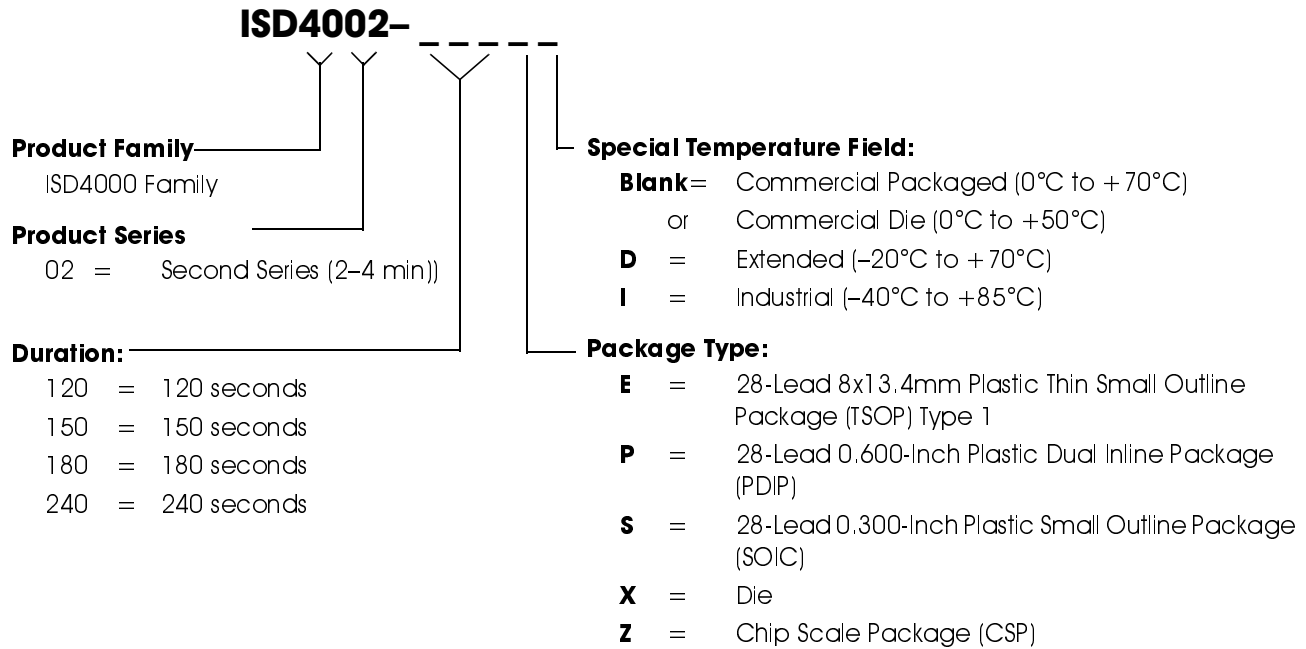 ISD4002– _ _ _ _ _
Product Family
ISD4000 Family
Product Series
02 = Second Series (2–4 min))
Duration:
120 = 120 seconds
150 = 150 seconds
180 = 180 seconds
240 = 240 seconds
Special Temperature Field:
Blank= Commercial Packaged (0°C to +70°C)
or Commercial Die (0°C to +50°C)
D = Extended (–20°C to +70°C)
I = Industrial (–40°C to +85°C)
Package Type:
E = 28-Lead 8x13.4mm Plastic Thin Small Outline
Package (TSOP) Type 1
P = 28-Lead 0.600-Inch Plastic Dual Inline Package
(PDIP)
S = 28-Lead 0.300-Inch Plastic Small Outline Package
(SOIC)
X = Die
Z = Chip Scale Package (CSP)